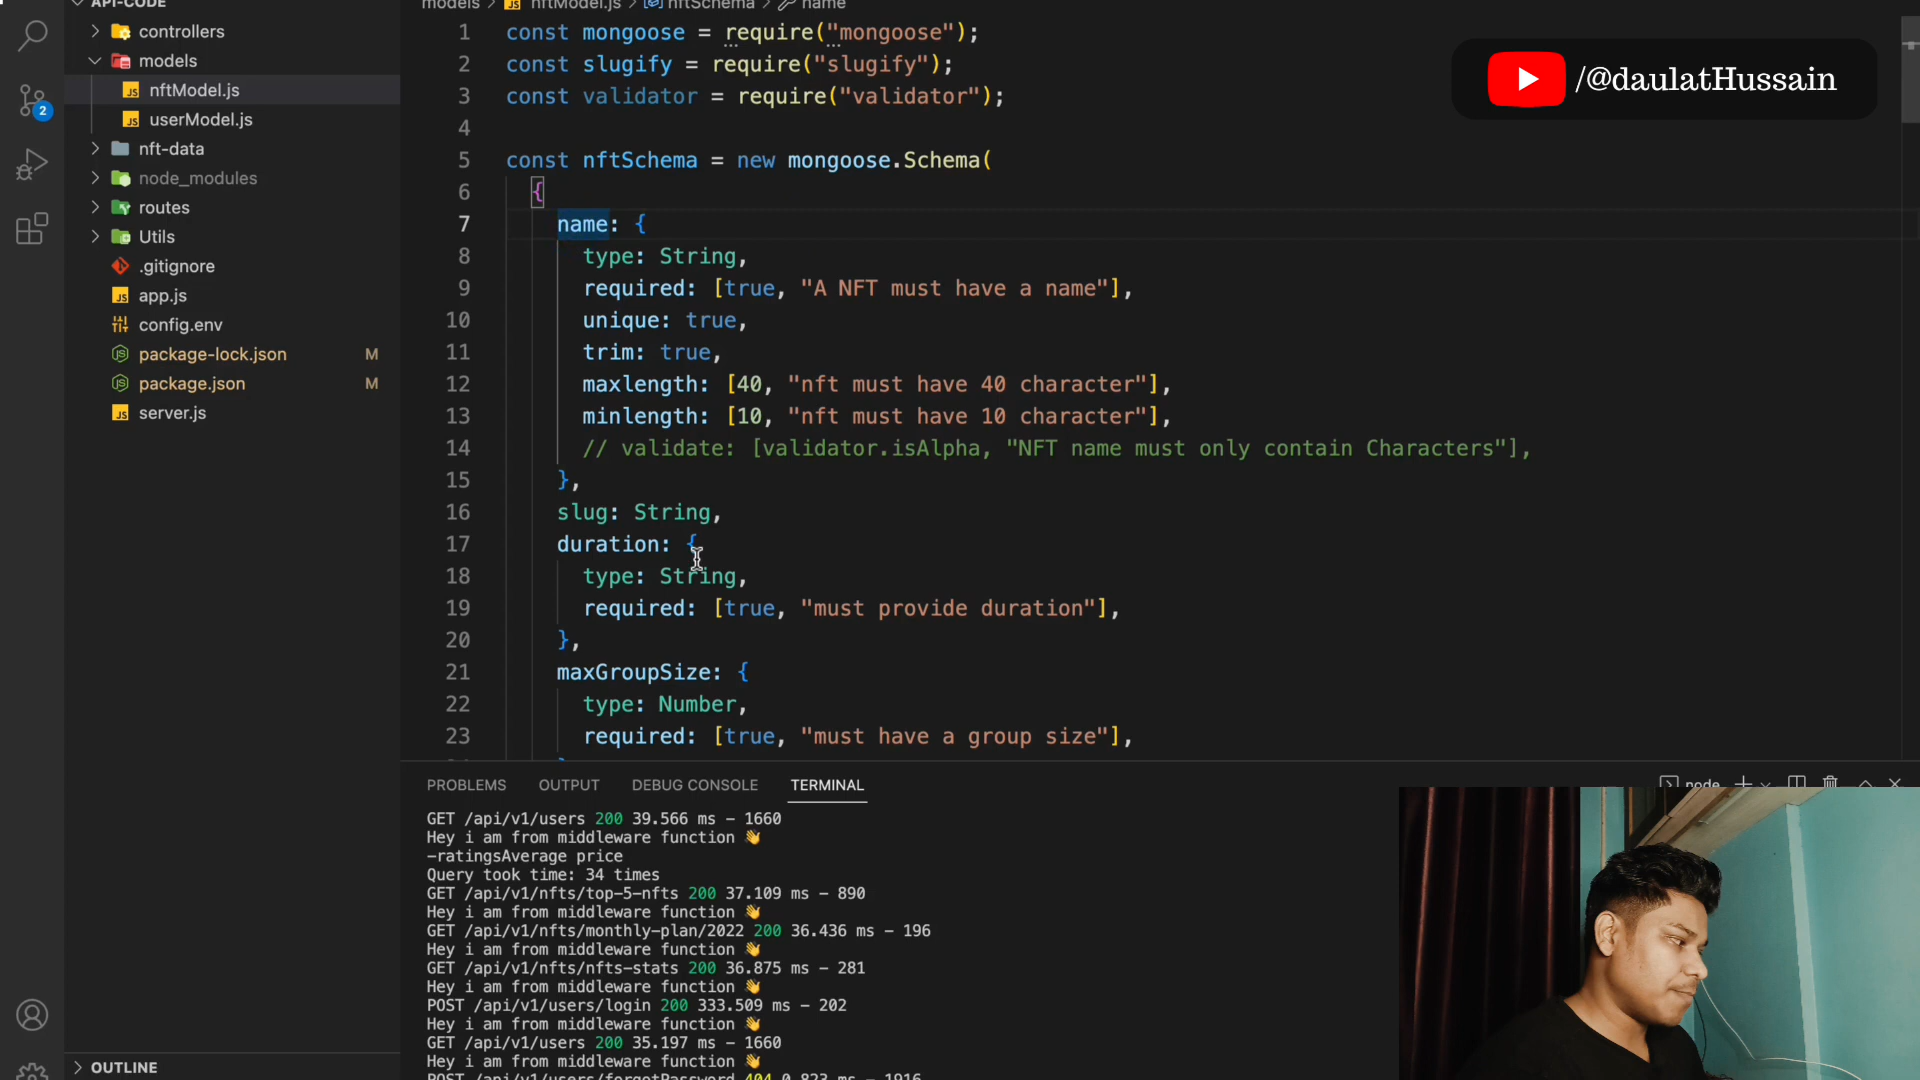 API-CODE
controllers
models
nftModel.js
userModel.js
nft-data
node_modules
routes
Utils
.gitignore
app.js
config.env
package-lock.json M
package.json M
server.js
OUTLINE
2
models > nftModel.js > nftSchema > name
1 const mongoose = require("mongoose");
2 const slugify = require("slugify");
3 const validator = require("validator");
4
5 const nftSchema = new mongoose.Schema(
6 {
7 name: {
8 type: String,
9 required: [true, "A NFT must have a name"],
10 unique: true,
11 trim: true,
12 maxlength: [40, "nft must have 40 character"],
13 minlength: [10, "nft must have 10 character"],
14 // validate: [validator.isAlpha, "NFT name must only contain Characters"],
15 },
16 slug: String,
17 duration: {
18 type: String,
19 required: [true, "must provide duration"],
20 },
21 maxGroupSize: {
22 type: Number,
23 required: [true, "must have a group size"],
/@daulatHussain
PROBLEMS OUTPUT DEBUG CONSOLE TERMINAL
node
GET /api/v1/users 200 39.566 ms - 1660
Hey i am from middleware function 👋
-ratingsAverage price
Query took time: 34 times
GET /api/v1/nfts/top-5-nfts 200 37.109 ms - 890
Hey i am from middleware function 👋
GET /api/v1/nfts/monthly-plan/2022 200 36.436 ms - 196
Hey i am from middleware function 👋
GET /api/v1/nfts/nfts-stats 200 36.875 ms - 281
Hey i am from middleware function 👋
POST /api/v1/users/login 200 333.509 ms - 202
Hey i am from middleware function 👋
GET /api/v1/users 200 35.197 ms - 1660
Hey i am from middleware function 👋
POST /api/v1/users/forgotPassword 404 0.823 ms - 1916